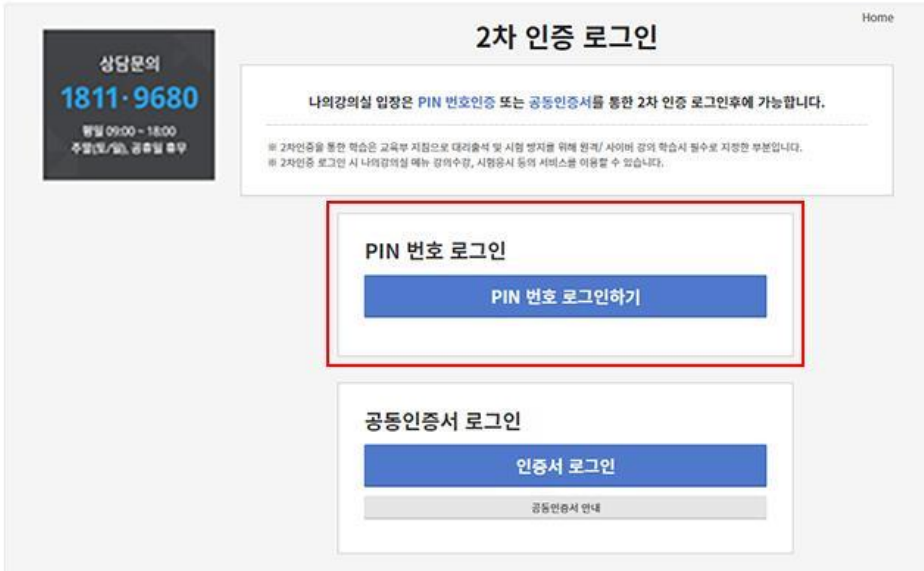 Home
2차 인증 로그인
상담문의
1811·9680
평일 09:00 ~ 18:00
주말(토/일), 공휴일 휴무
나의강의실 입장은 PIN 번호인증 또는 공동인증서를 통한 2차 인증 로그인후에 가능합니다.
※ 2차인증을 통한 학습은 교육부 지침으로 대리출석 및 시험 방지를 위해 원격/ 사이버 강의 학습시 필수로 지정한 부분입니다.
※ 2차인증 로그인 시 나의강의실 메뉴 강의수강, 시험응시 등의 서비스를 이용할 수 있습니다.
PIN 번호 로그인
PIN 번호 로그인하기
공동인증서 로그인
인증서 로그인
공동인증서 안내